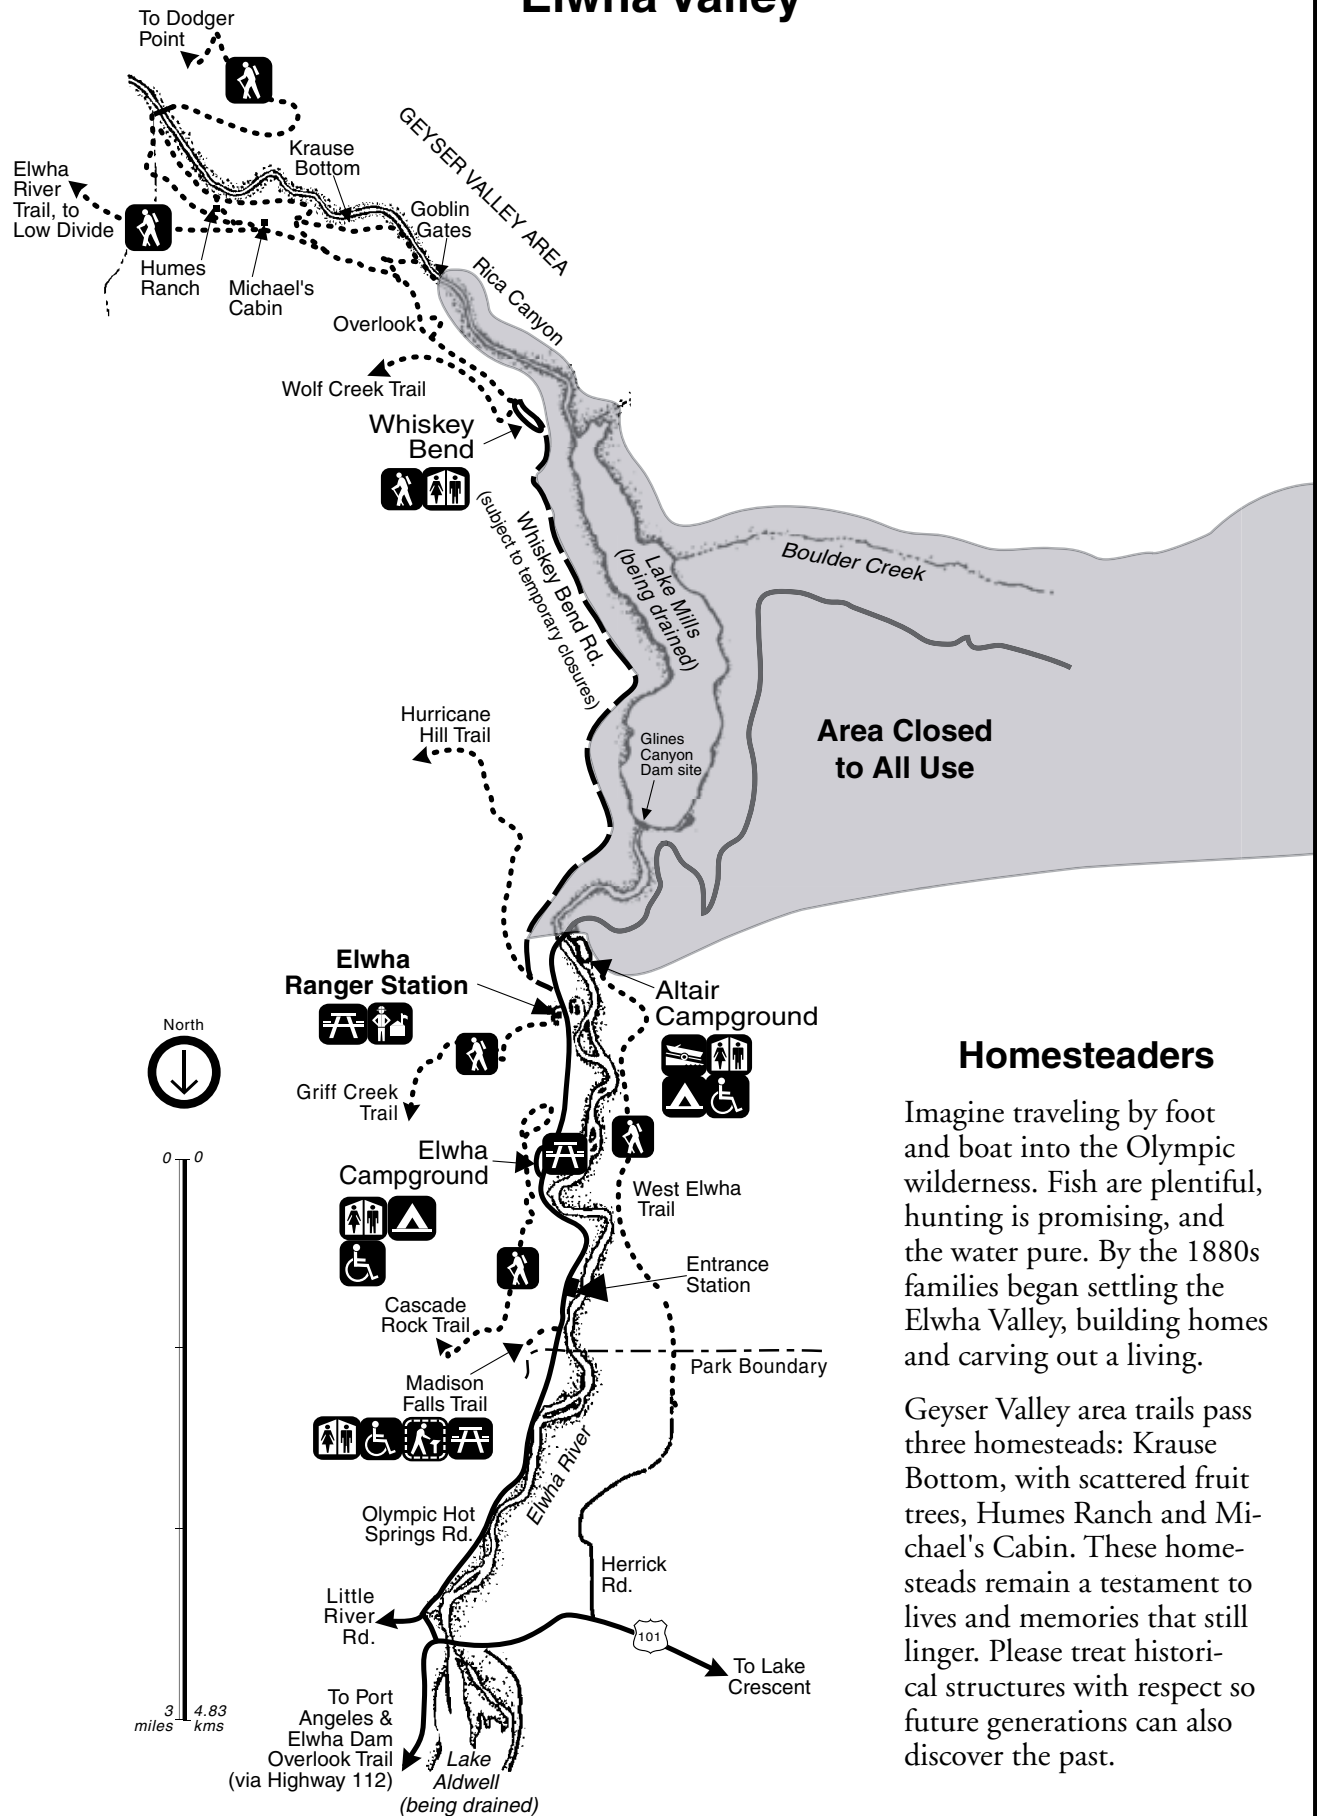 Elwha Valley
To Dodger
Point
GEYSER VALLEY AREA
Krause
Bottom
Elwha
River
Trail, to
Low Divide
Goblin
Gates
Humes
Ranch
Michael's
Cabin
Rica Canyon
Overlook
Wolf Creek Trail
Whiskey
Bend
Whiskey Bend Rd.
(subject to temporary closures)
Lake Mills
(being drained)
Boulder Creek
Hurricane
Hill Trail
Glines
Canyon
Dam site
Area Closed
to All Use
Elwha
Ranger Station
Altair
Campground
North
Griff Creek
Trail
Elwha
Campground
West Elwha
Trail
Entrance
Station
Cascade
Rock Trail
Park Boundary
Madison
Falls Trail
Elwha River
Olympic Hot
Springs Rd.
Herrick
Rd.
Little
River
Rd.
101
To Lake
Crescent
To Port
Angeles &
Elwha Dam
Overlook Trail
(via Highway 112)
Lake
Aldwell
(being drained)
0 0
3 4.83
miles kms
Homesteaders
Imagine traveling by foot
and boat into the Olympic
wilderness. Fish are plentiful,
hunting is promising, and
the water pure. By the 1880s
families began settling the
Elwha Valley, building homes
and carving out a living.
Geyser Valley area trails pass
three homesteads: Krause
Bottom, with scattered fruit
trees, Humes Ranch and Mi-
chael's Cabin. These home-
steads remain a testament to
lives and memories that still
linger. Please treat histori-
cal structures with respect so
future generations can also
discover the past.